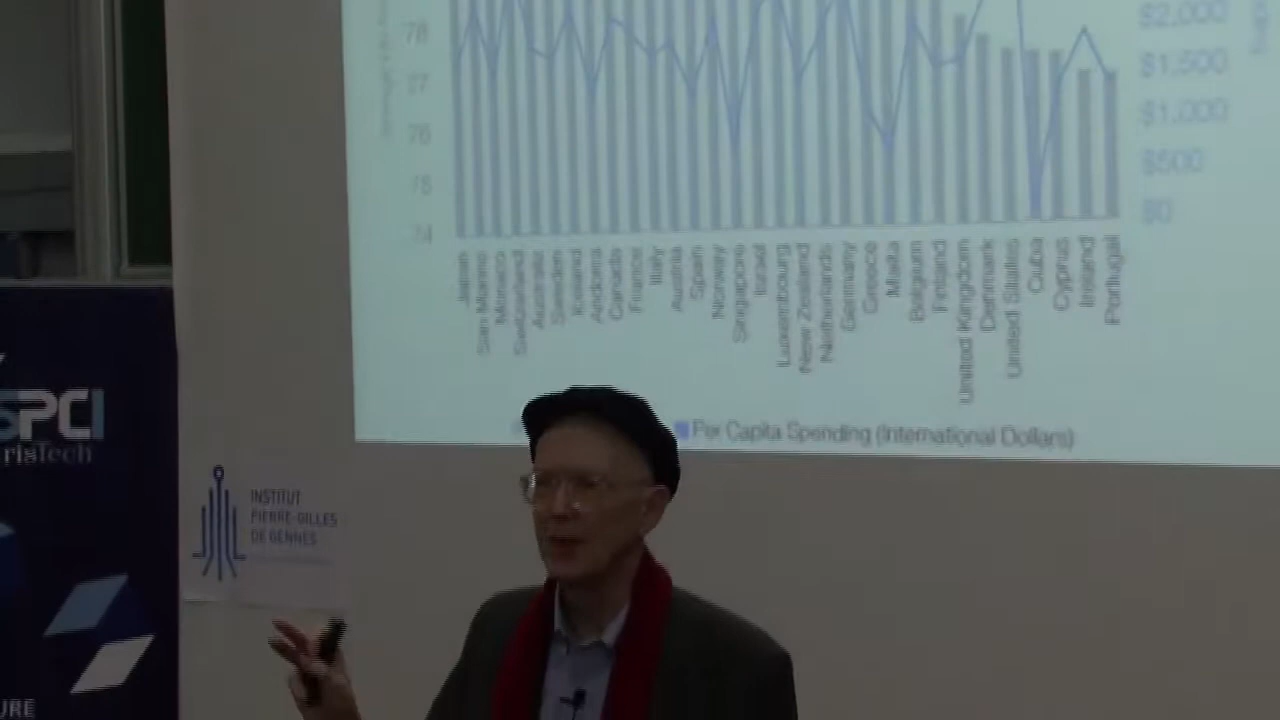 78
$2,000
77
$1,500
76
$1,000
75
$500
74
$0
Japan
San Marino
Monaco
Switzerland
Australia
Sweden
Iceland
Andorra
Canada
France
Italy
Austria
Spain
Norway
Singapore
Israel
Luxembourg
New Zealand
Netherlands
Germany
Greece
Malta
Belgium
Finland
United Kingdom
Denmark
United States
Cuba
Cyprus
Ireland
Portugal
Per Capita Spending (International Dollars)
SPCI
risTech
INSTITUT
PIERRE-GILLES
DE GENNES
URE